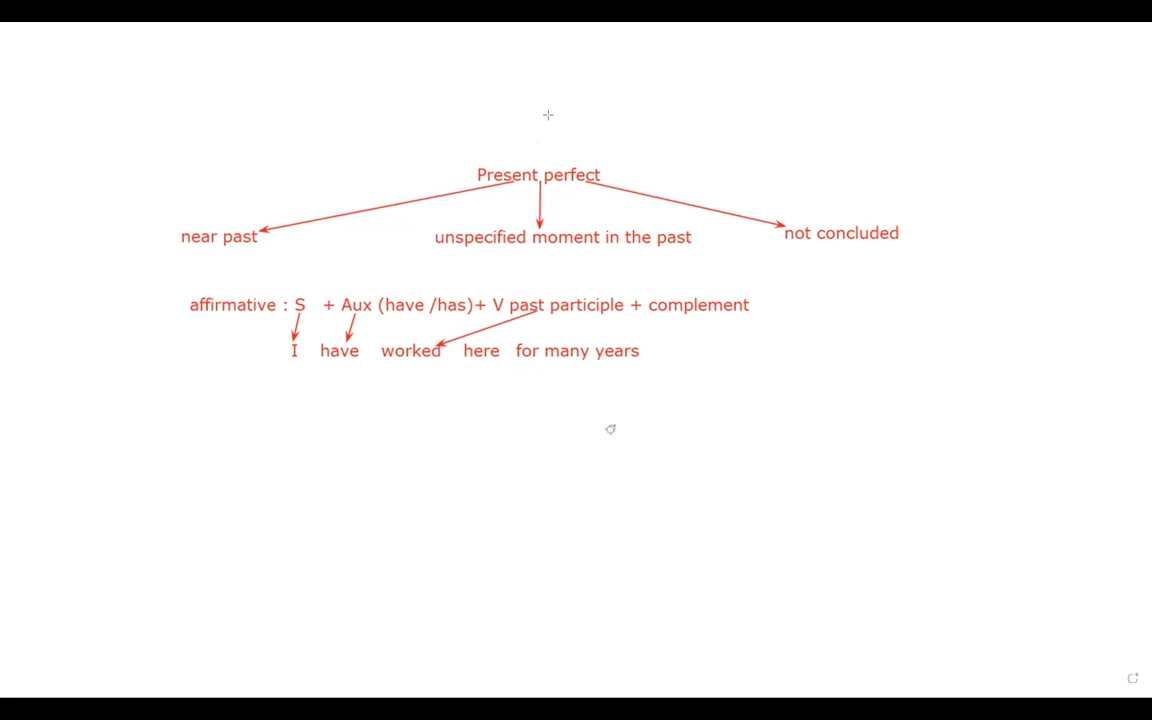 Present perfect
near past unspecified moment in the past not concluded
affirmative : S + Aux (have /has)+ V past participle + complement
I have worked here for many years